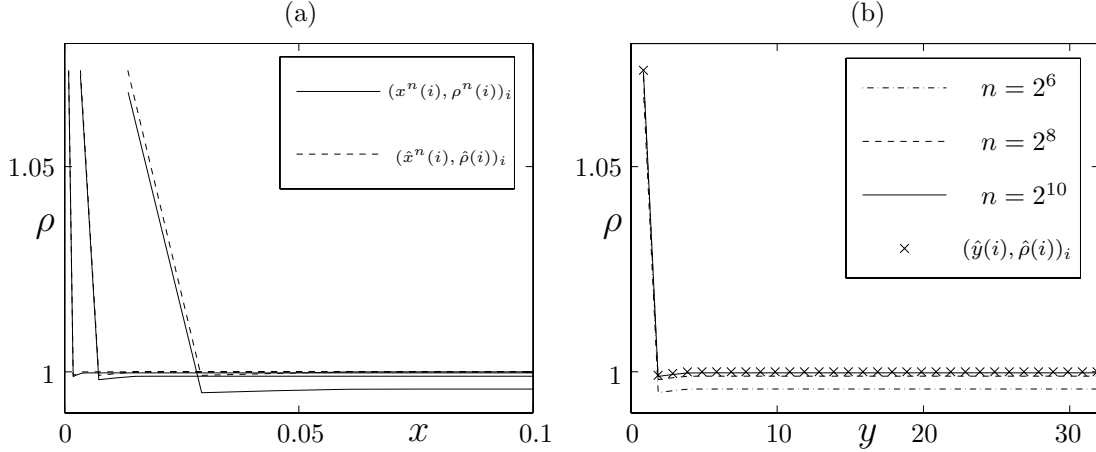 (a)
(x^n(i), ρ^n(i))_i
(x̂^n(i), ρ̂(i))_i
1.05
ρ
1
0
0.05
x
0.1
(b)
n = 2^6
n = 2^8
n = 2^10
(ŷ(i), ρ̂(i))_i
1.05
ρ
1
0
10
y
20
30